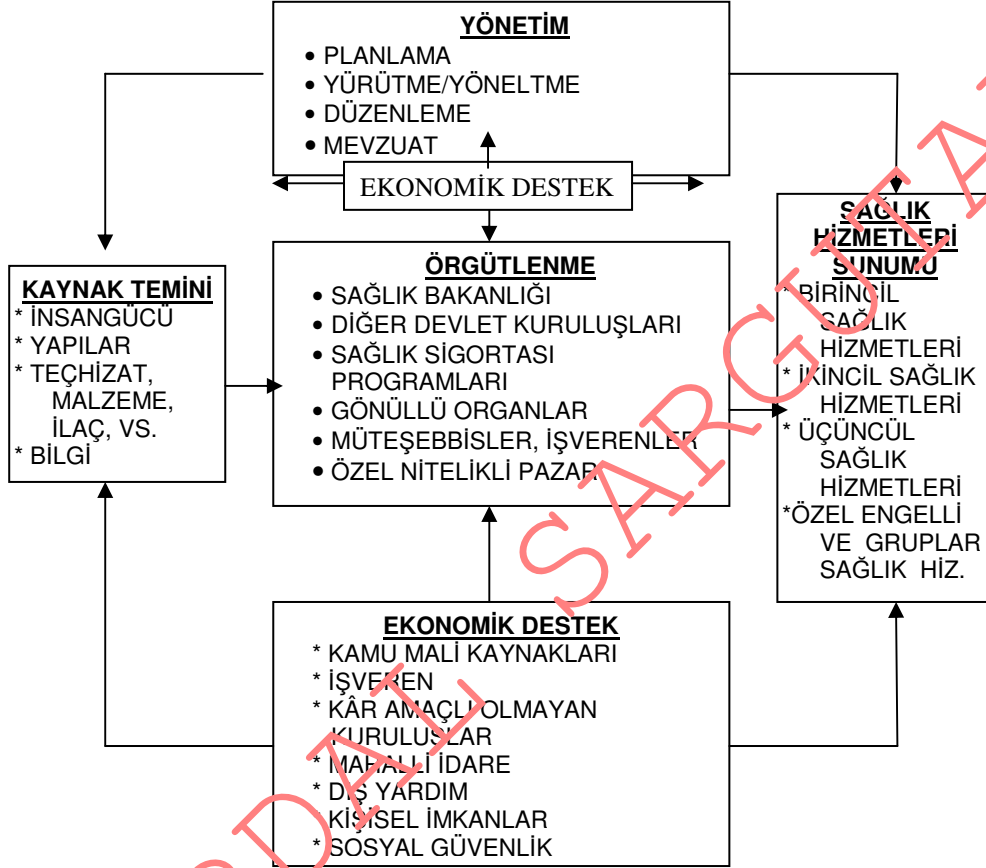 YÖNETİM
• PLANLAMA
• YÜRÜTME/YÖNELTME
• DÜZENLEME
• MEVZUAT
EKONOMİK DESTEK
KAYNAK TEMİNİ
* İNSANGÜCÜ
* YAPILAR
* TEÇHİZAT,
MALZEME,
İLAÇ, VS.
* BİLGİ
ÖRGÜTLENME
• SAĞLIK BAKANLIĞI
• DİĞER DEVLET KURULUŞLARI
• SAĞLIK SİGORTASI
PROGRAMLARI
• GÖNÜLLÜ ORGANLAR
• MÜTEŞEBBİSLER, İŞVERENLER
• ÖZEL NİTELİKLİ PAZAR
SAĞLIK
HİZMETLERİ
SUNUMU
* BİRİNCİL
SAĞLIK
HİZMETLERİ
* İKİNCİL SAĞLIK
HİZMETLERİ
* ÜÇÜNCÜL
SAĞLIK
HİZMETLERİ
*ÖZEL ENGELLİ
VE GRUPLAR
SAĞLIK HİZ.
EKONOMİK DESTEK
* KAMU MALİ KAYNAKLARI
* İŞVEREN
* KÂR AMAÇLI OLMAYAN
KURULUŞLAR
* MAHALLİ İDARE
* DIŞ YARDIM
* KİŞİSEL İMKANLAR
* SOSYAL GÜVENLİK
DAL SARGUTA